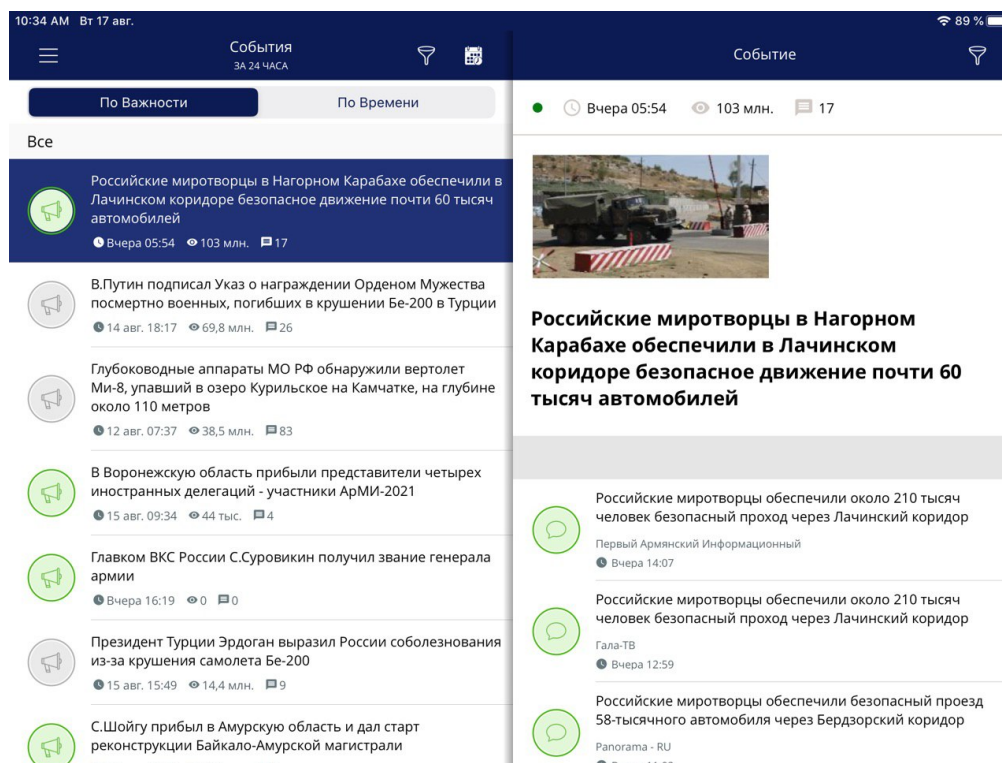 10:34 AM Вт 17 авг.
89 %
События
ЗА 24 ЧАСА
По Важности
По Времени
Все
Российские миротворцы в Нагорном Карабахе обеспечили в
Лачинском коридоре безопасное движение почти 60 тысяч
автомобилей
Вчера 05:54 103 млн. 17
В.Путин подписал Указ о награждении Орденом Мужества
посмертно военных, погибших в крушении Бе-200 в Турции
14 авг. 18:17 69,8 млн. 26
Глубоководные аппараты МО РФ обнаружили вертолет
Ми-8, упавший в озеро Курильское на Камчатке, на глубине
около 110 метров
12 авг. 07:37 38,5 млн. 83
В Воронежскую область прибыли представители четырех
иностранных делегаций - участники АрМИ-2021
15 авг. 09:34 44 тыс. 4
Главком ВКС России С.Суровикин получил звание генерала
армии
Вчера 16:19 0 0
Президент Турции Эрдоган выразил России соболезнования
из-за крушения самолета Бе-200
15 авг. 15:49 14,4 млн. 9
С.Шойгу прибыл в Амурскую область и дал старт
реконструкции Байкало-Амурской магистрали
Событие
Вчера 05:54 103 млн. 17
Российские миротворцы в Нагорном
Карабахе обеспечили в Лачинском
коридоре безопасное движение почти 60
тысяч автомобилей
Российские миротворцы обеспечили около 210 тысяч
человек безопасный проход через Лачинский коридор
Первый Армянский Информационный
Вчера 14:07
Российские миротворцы обеспечили около 210 тысяч
человек безопасный проход через Лачинский коридор
Гала-ТВ
Вчера 12:59
Российские миротворцы обеспечили безопасный проезд
58-тысячного автомобиля через Бердзорский коридор
Panorama - RU